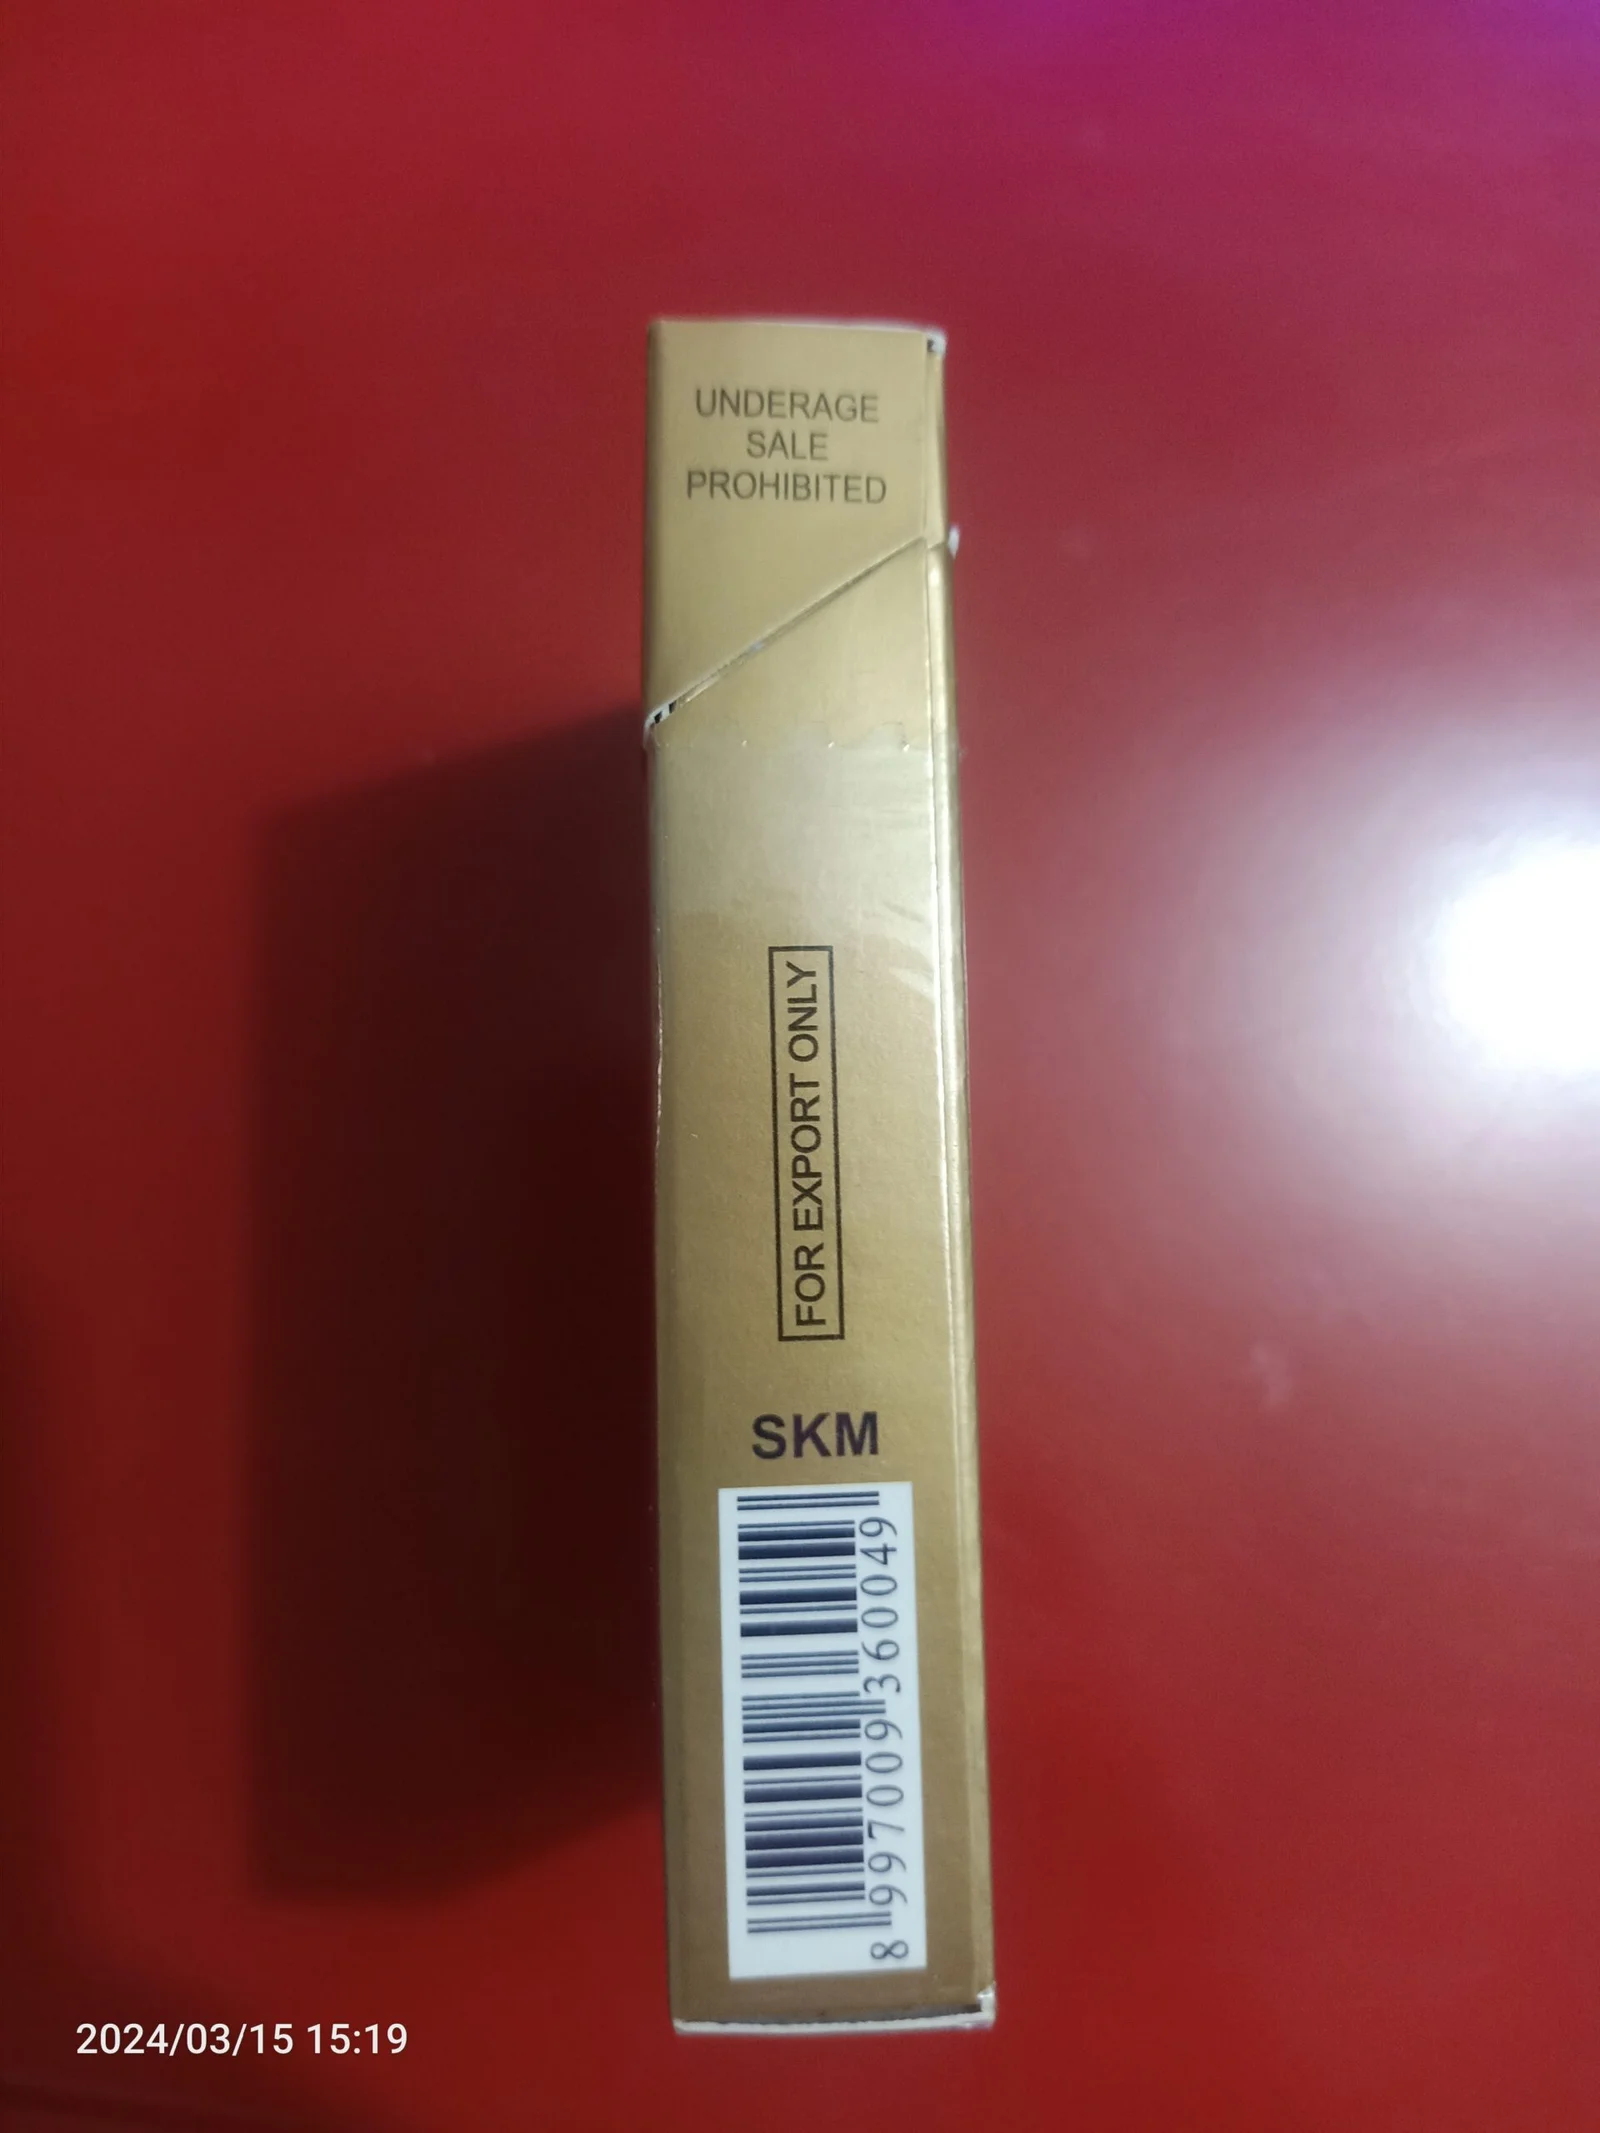 UNDERAGE
SALE
PROHIBITED
FOR EXPORT ONLY
SKM
8 997009 360049
2024/03/15 15:19